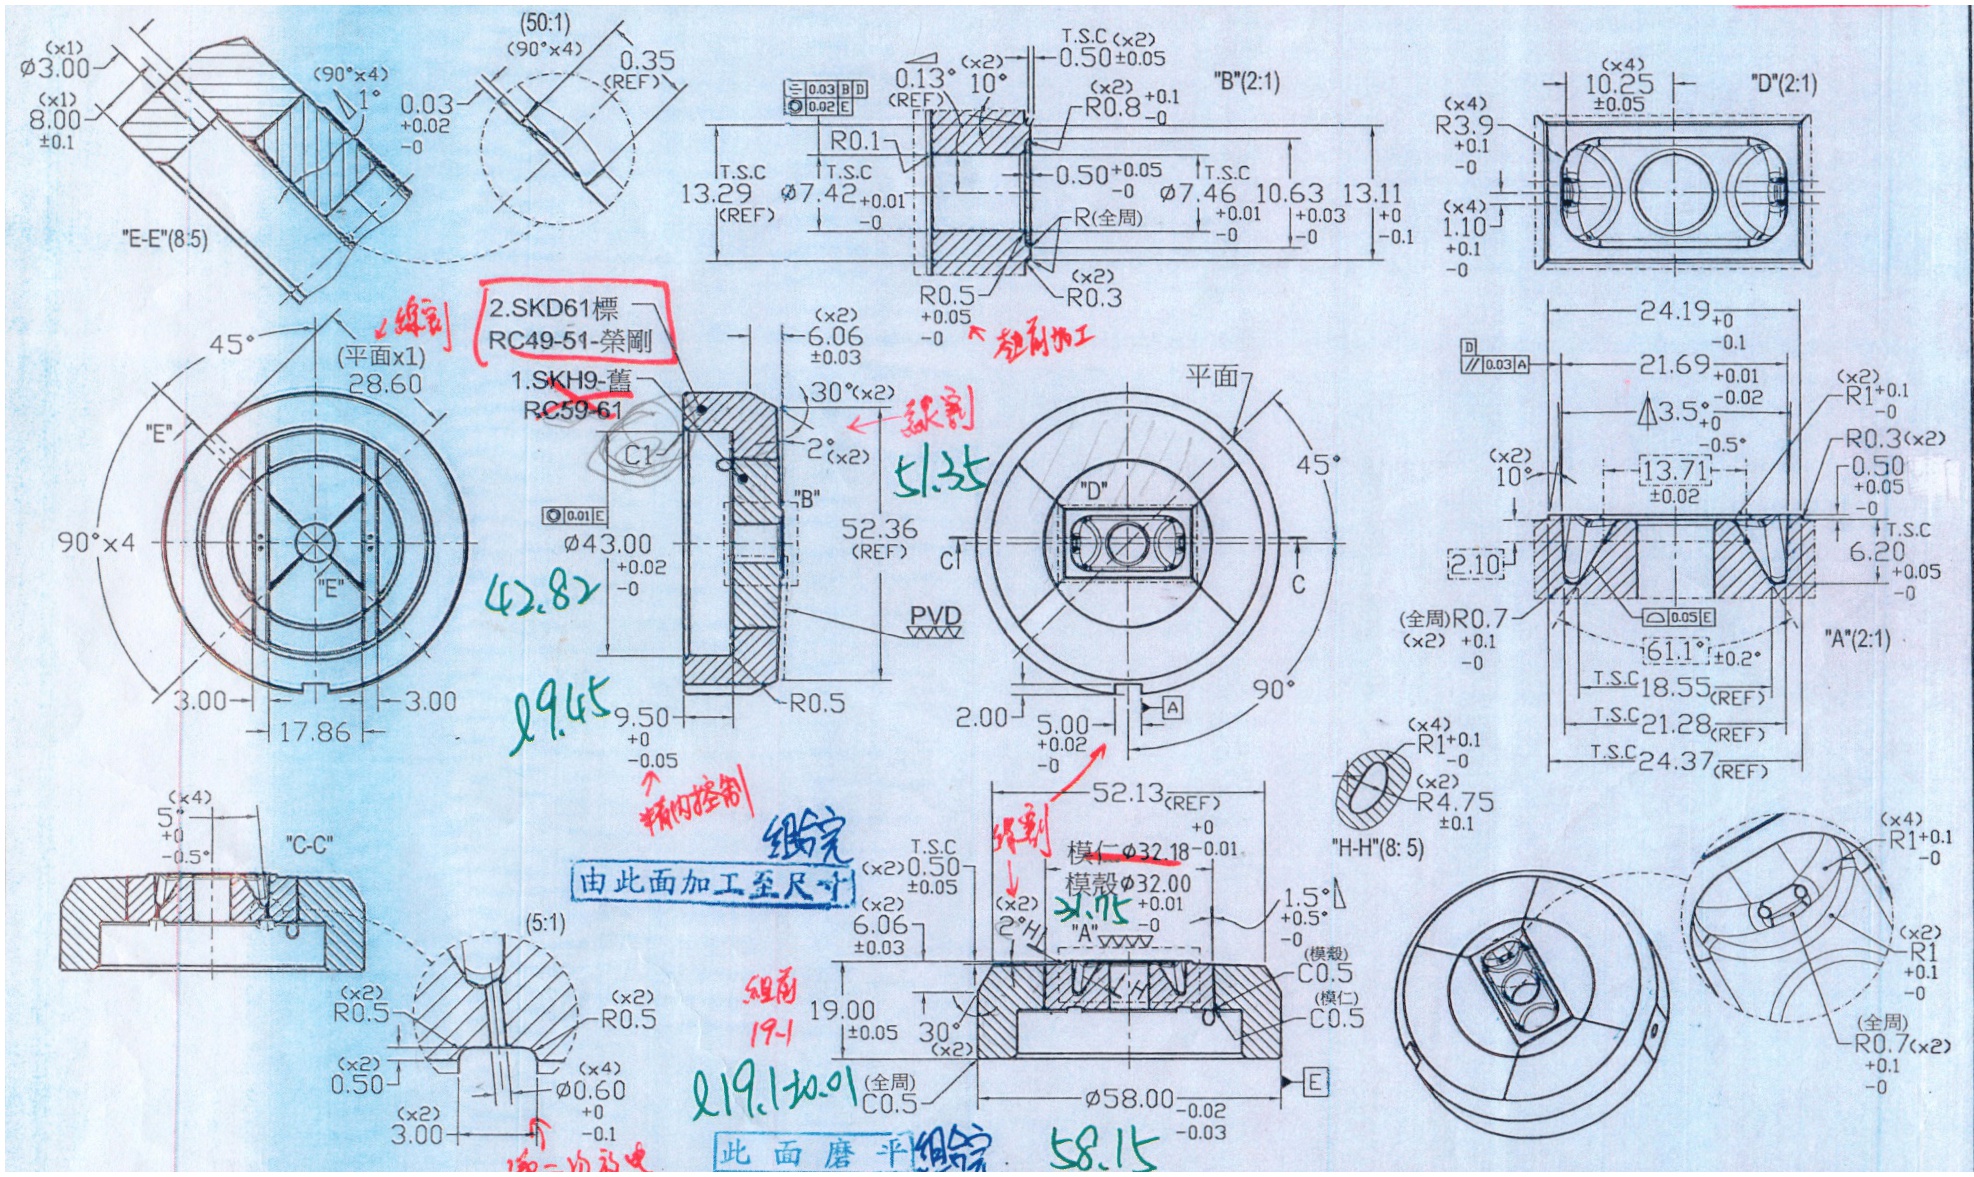 (x1)
ø3.00
(x1)
8.00
±0.1
(90°x4)
1°
"E-E"(8:5)
(50:1)
(90°x4)
0.35
(REF)
0.03
+0.02
-0
0.03 B D
0.02 E
0.13°
(REF)
(x2)
10°
T.S.C (x2)
0.50±0.05
(x2)
R0.8 +0.1
-0
"B"(2:1)
R0.1
T.S.C
13.29
(REF)
T.S.C
ø7.42 +0.01
-0
0.50 +0.05
-0
R(全周)
T.S.C
ø7.46
+0.01
-0
10.63
+0.03
-0
13.11
+0
-0.1
R0.5
+0.05
-0
(x2)
R0.3
(x4)
10.25
±0.05
"D"(2:1)
(x4)
R3.9
+0.1
-0
(x4)
1.10
+0.1
-0
線割
45°
(平面x1)
28.60
"E"
90°x4
"E"
3.00
17.86
3.00
2.SKD61標
RC49-51-榮剛
1.SKH9-舊
RC59-61
(x2)
6.06
±0.03
30°(x2)
線割
2°(x2)
C1
"B"
51.35
52.36
(REF)
0.01 E
ø43.00
+0.02
-0
42.82
PVD
R0.5
l9.45
9.50
+0
-0.05
精內控制
組前加工
平面
45°
"D"
C
C
2.00
5.00
+0.02
-0
A
90°
線割
24.19 +0
-0.1
D
// 0.03 A
21.69 +0.01
-0.02
3.5° +0
-0.5°
(x2)
R1 +0.1
-0
R0.3(x2)
(x2)
10°
13.71
±0.02
0.50
+0.05
-0
T.S.C
6.20
+0.05
-0
2.10
(全周)R0.7
(x2) +0.1
-0
0.05 E
61.1° ±0.2°
"A"(2:1)
T.S.C 18.55 (REF)
T.S.C 21.28 (REF)
T.S.C 24.37 (REF)
(x4)
R1 +0.1
-0
(x2)
R4.75
±0.1
"H-H"(8: 5)
(x4)
5°
+0
-0.5°
"C-C"
(5:1)
(x2)
R0.5
(x2)
R0.5
(x2)
0.50
(x4)
ø0.60
+0
-0.1
(x2)
3.00
組完
由此面加工至尺寸
52.13 (REF)
模仁ø32.18 +0
-0.01
模殼ø32.00
+0.01
-0
31.75
T.S.C
(x2)0.50
±0.05
(x2)
6.06
±0.03
(x2)
2°
H
"A"
H
1.5°
+0.5°
-0
(模殼)
C0.5
(模仁)
C0.5
組前
19-1
19.00
±0.05
30°
(x2)
l19.1±0.01
(全周)
C0.5
ø58.00 -0.02
-0.03
E
58.15
此面磨平
組完
(x4)
R1 +0.1
-0
(x2)
R1
+0.1
-0
(全周)
R0.7(x2)
+0.1
-0